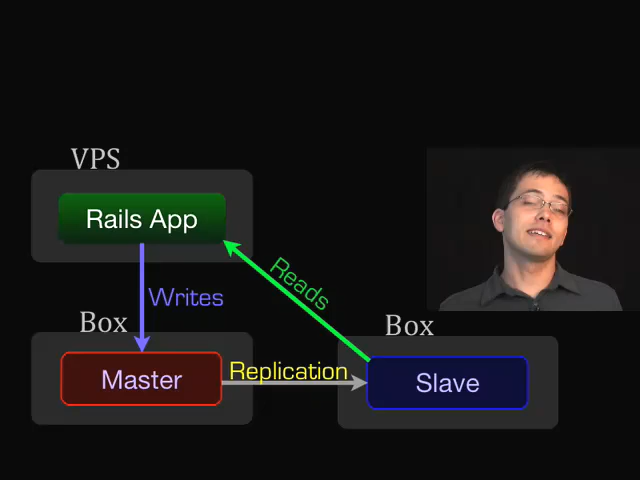 VPS
Rails App
Writes
Reads
Box
Master
Replication
Box
Slave